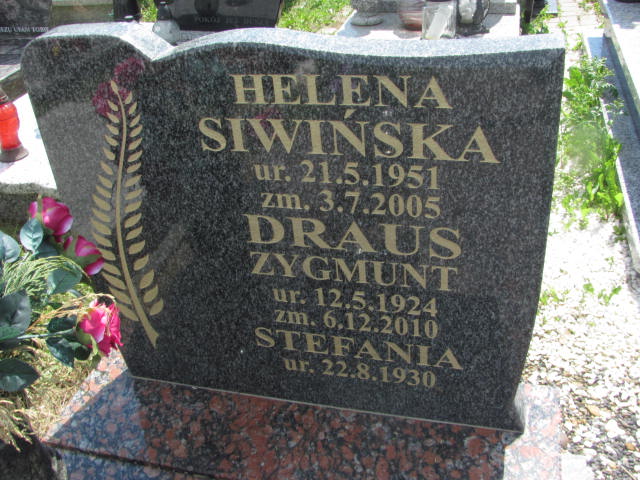 HELENA
SIWIŃSKA
ur. 21.5.1951
zm. 3.7.2005
DRAUS
ZYGMUNT
ur. 12.5.1924
zm. 6.12.2010
STEFANIA
ur. 22.8.1930